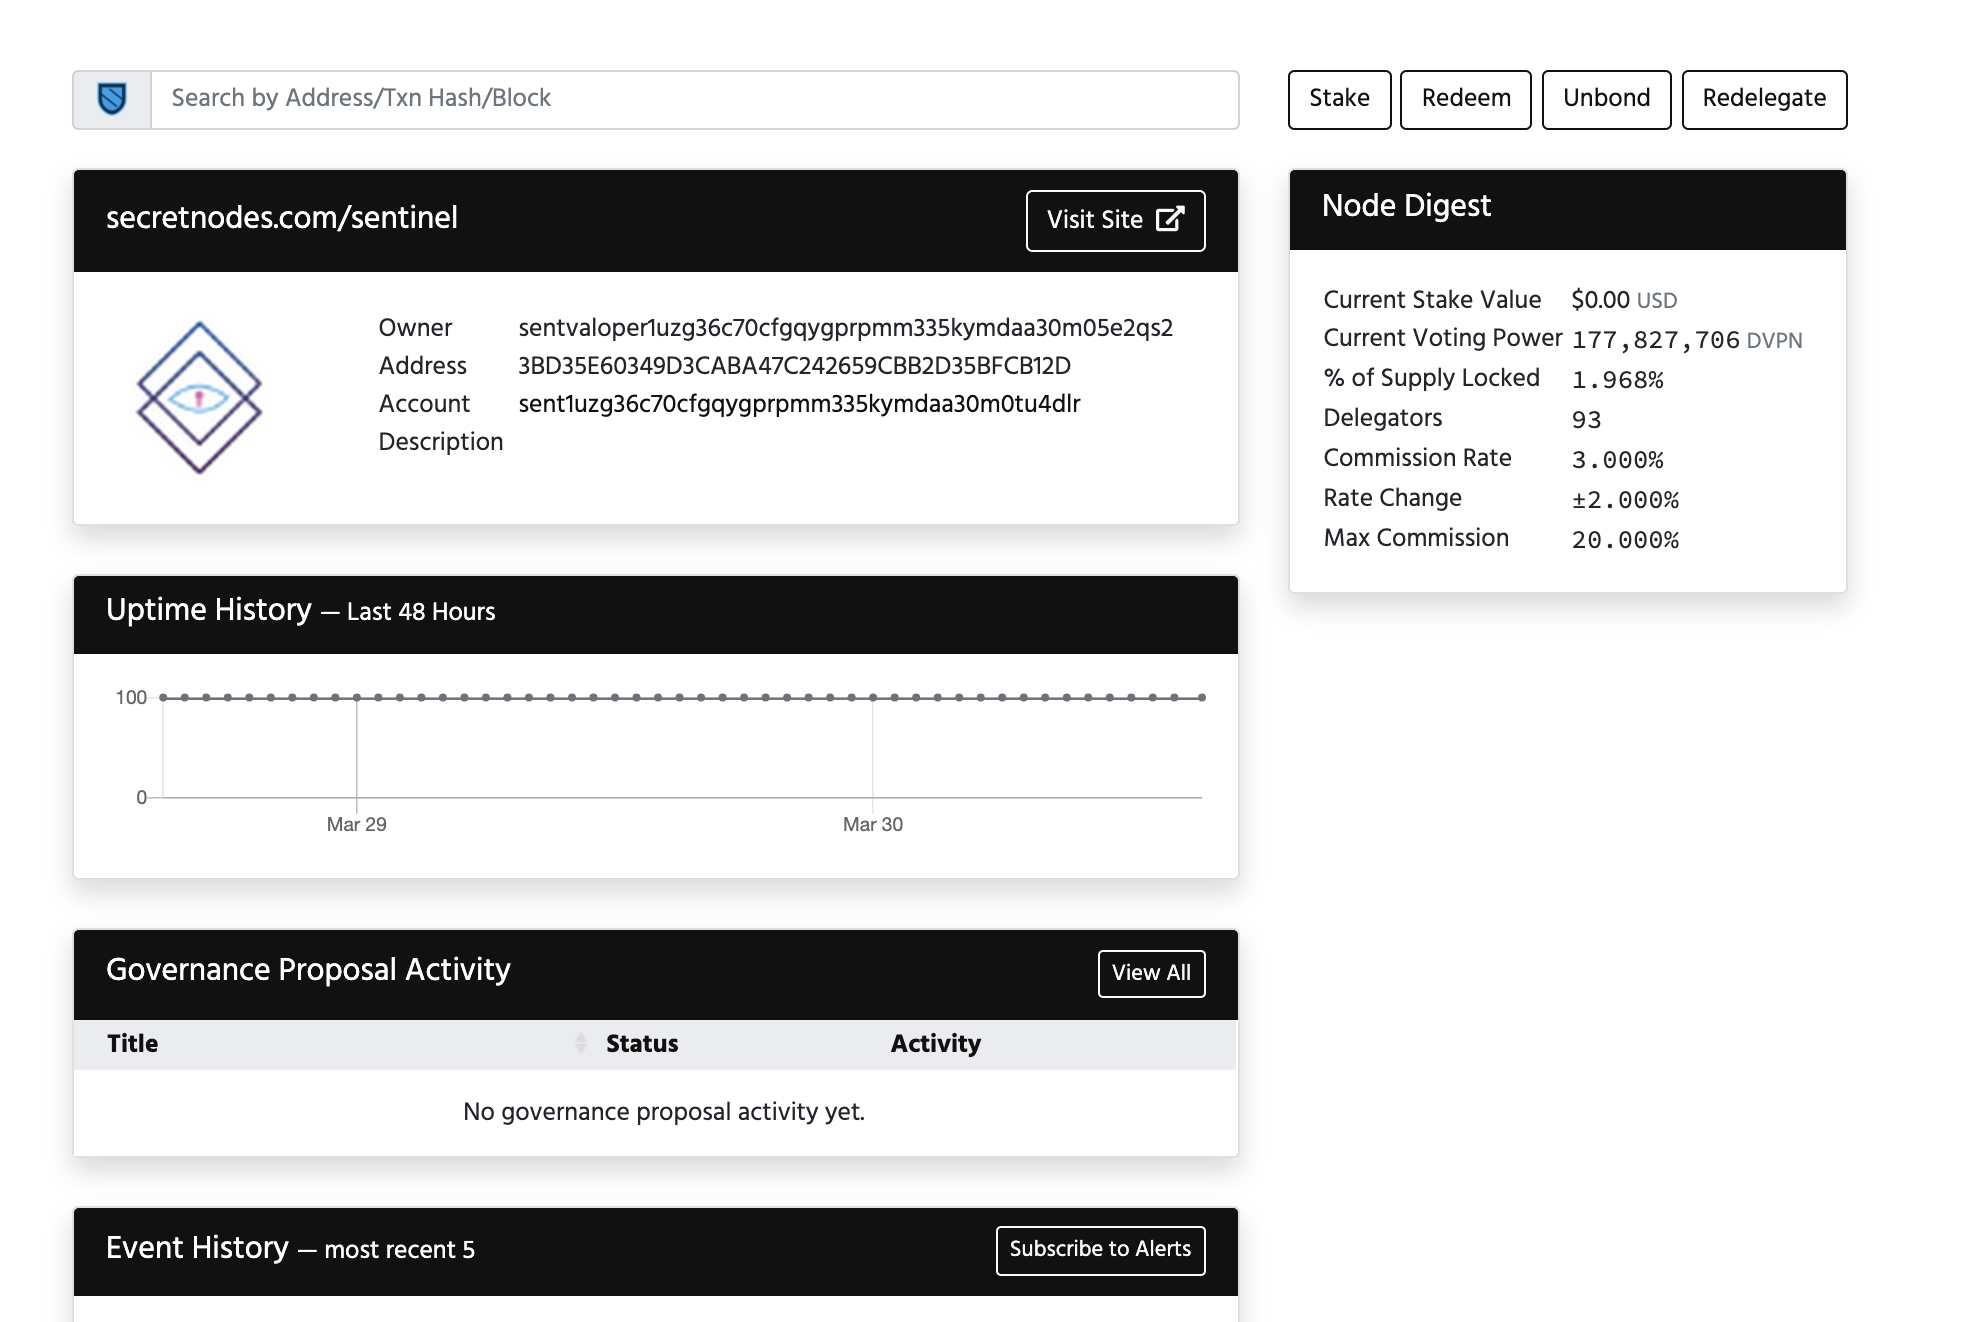 Search by Address/Txn Hash/Block
Stake
Redeem
Unbond
Redelegate
secretnodes.com/sentinel
Visit Site
Owner sentvaloper1uzg36c70cfgqygprpmm335kymdaa30m05e2qs2
Address 3BD35E60349D3CABA47C242659CBB2D35BFCB12D
Account sent1uzg36c70cfgqygprpmm335kymdaa30m0tu4dlr
Description
Node Digest
Current Stake Value $0.00 USD
Current Voting Power 177,827,706 DVPN
% of Supply Locked 1.968%
Delegators 93
Commission Rate 3.000%
Rate Change ±2.000%
Max Commission 20.000%
Uptime History — Last 48 Hours
100
0
Mar 29 Mar 30
Governance Proposal Activity
View All
Title Status Activity
No governance proposal activity yet.
Event History — most recent 5
Subscribe to Alerts